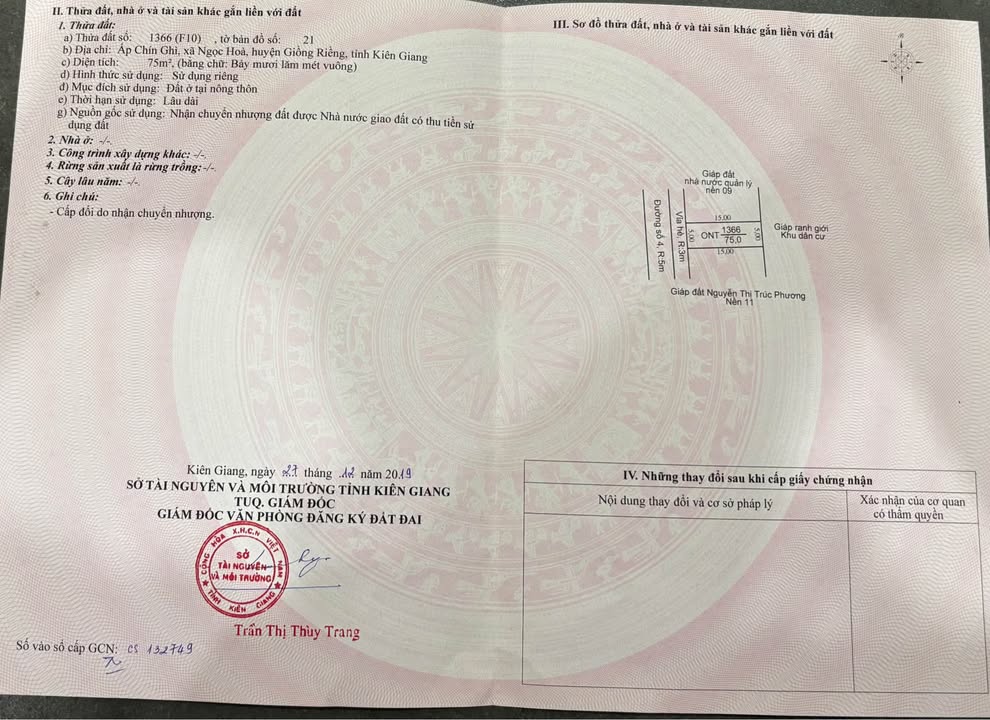 II. Thửa đất, nhà ở và tài sản khác gắn liền với đất
1. Thửa đất:
a) Thửa đất số: 1366 (F10) , tờ bản đồ số: 21
b) Địa chỉ: Ấp Chín Ghì, xã Ngọc Hoà, huyện Giồng Riềng, tỉnh Kiên Giang
c) Diện tích: 75m², (bằng chữ: Bảy mươi lăm mét vuông)
d) Hình thức sử dụng: Sử dụng riêng
đ) Mục đích sử dụng: Đất ở tại nông thôn
e) Thời hạn sử dụng: Lâu dài
g) Nguồn gốc sử dụng: Nhận chuyển nhượng đất được Nhà nước giao đất có thu tiền sử
dụng đất
2. Nhà ở: -/-.
3. Công trình xây dựng khác: -/-.
4. Rừng sản xuất là rừng trồng: -/-.
5. Cây lâu năm: -/-.
6. Ghi chú:
- Cấp đổi do nhận chuyển nhượng.
Kiên Giang, ngày 27 tháng 12 năm 2019
SỞ TÀI NGUYÊN VÀ MÔI TRƯỜNG TỈNH KIÊN GIANG
TUQ. GIÁM ĐỐC
GIÁM ĐỐC VĂN PHÒNG ĐĂNG KÝ ĐẤT ĐAI
CỘNG HÒA X.H.C.N VIỆT NAM
SỞ
TÀI NGUYÊN
VÀ MÔI TRƯỜNG
TỈNH KIÊN GIANG
Trần Thị Thùy Trang
Số vào sổ cấp GCN: CS 132749
III. Sơ đồ thửa đất, nhà ở và tài sản khác gắn liền với đất
Giáp đất
nhà nước quản lý
nền 09
Đường số 4, R:5m
Vỉa hè, R:3m
15.00
5.00
ONT 1366
75.0
5.00
15.00
Giáp ranh giới
Khu dân cư
Giáp đất Nguyễn Thị Trúc Phương
Nền 11
IV. Những thay đổi sau khi cấp giấy chứng nhận
Nội dung thay đổi và cơ sở pháp lý
Xác nhận của cơ quan
có thẩm quyền